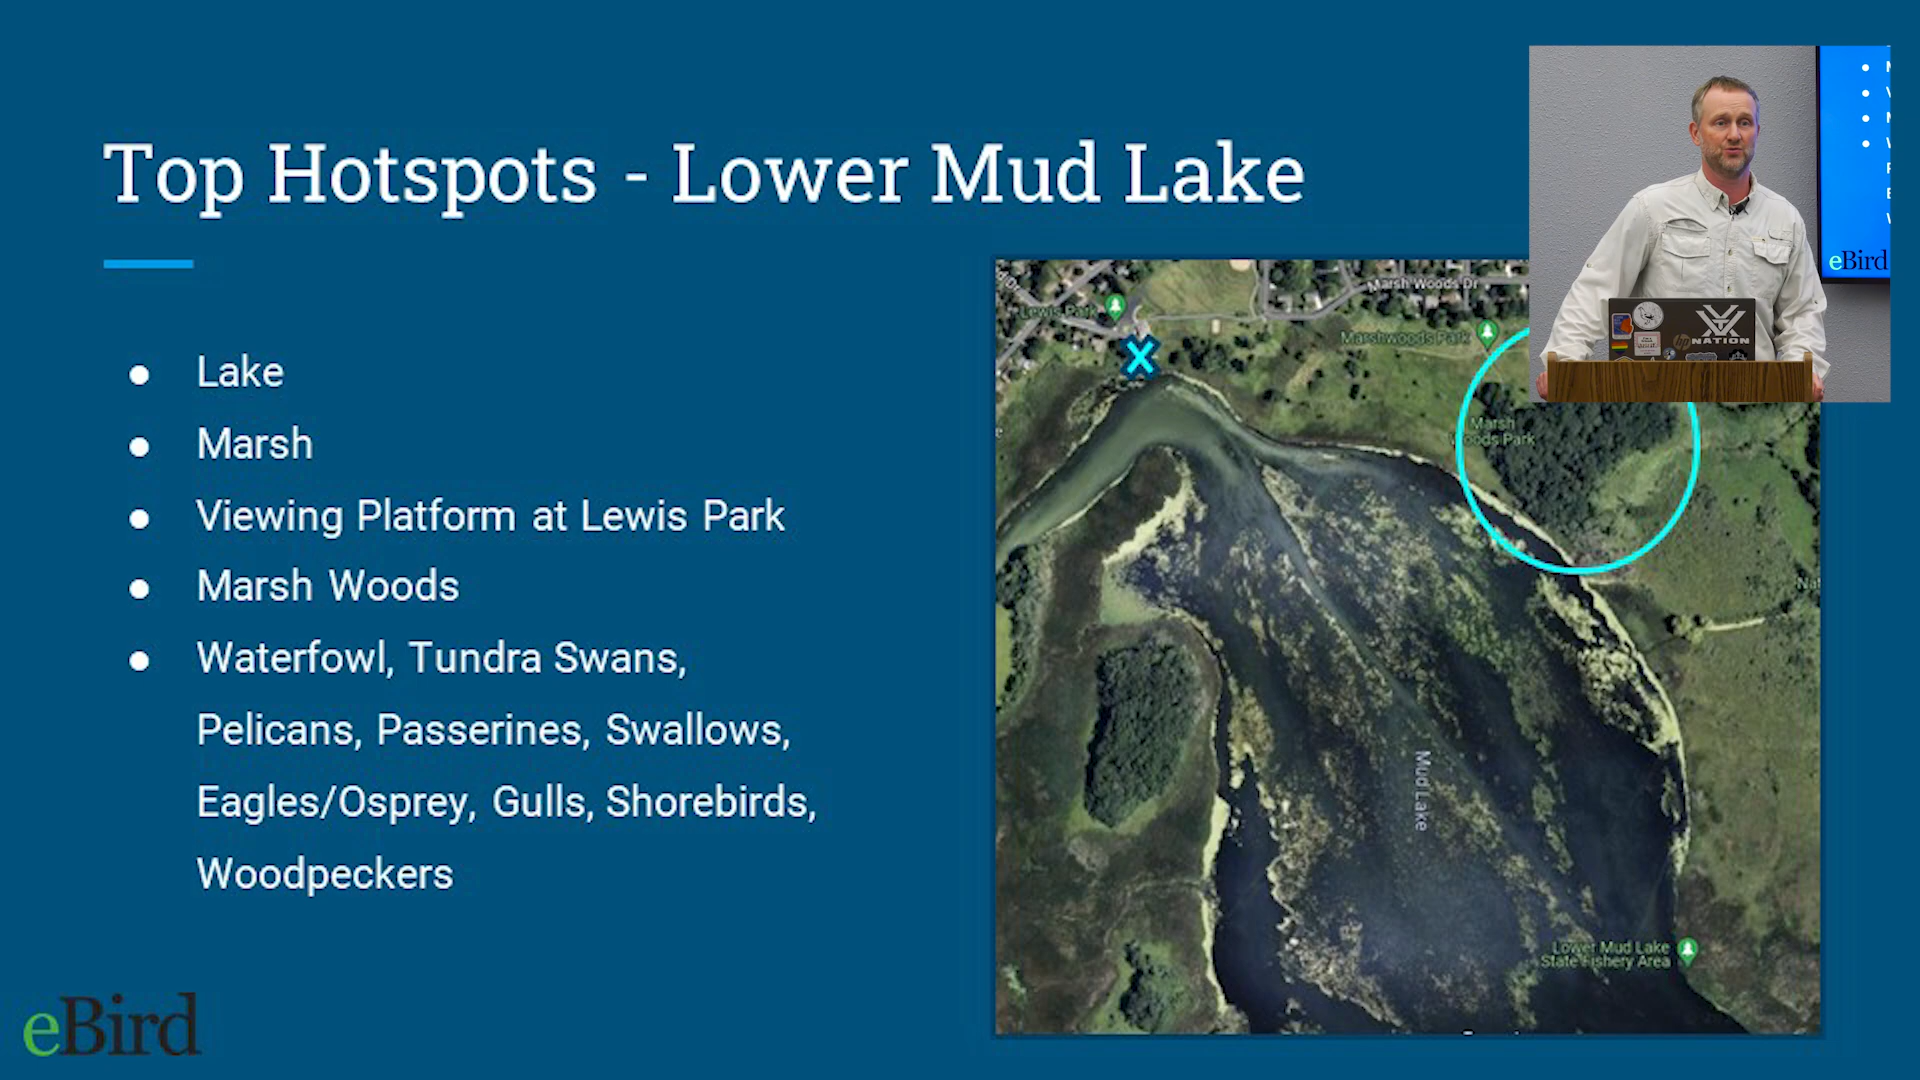 Top Hotspots - Lower Mud Lake
Lake
Marsh
Viewing Platform at Lewis Park
Marsh Woods
Waterfowl, Tundra Swans,
Pelicans, Passerines, Swallows,
Eagles/Osprey, Gulls, Shorebirds,
Woodpeckers
eBird
Marsh Woods Dr
Lewis Park
Marshwoods Park
Marsh
Woods Park
Mud Lake
Lower Mud Lake
State Fishery Area
eBird
NATION
hp